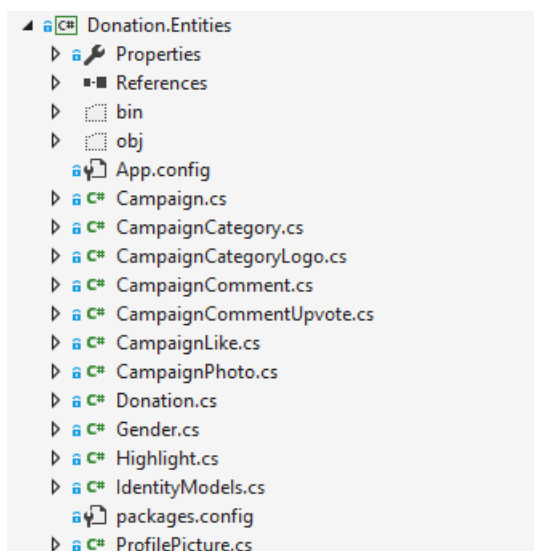 C# Donation.Entities
Properties
References
bin
obj
App.config
C# Campaign.cs
C# CampaignCategory.cs
C# CampaignCategoryLogo.cs
C# CampaignComment.cs
C# CampaignCommentUpvote.cs
C# CampaignLike.cs
C# CampaignPhoto.cs
C# Donation.cs
C# Gender.cs
C# Highlight.cs
C# IdentityModels.cs
packages.config
C# ProfilePicture.cs